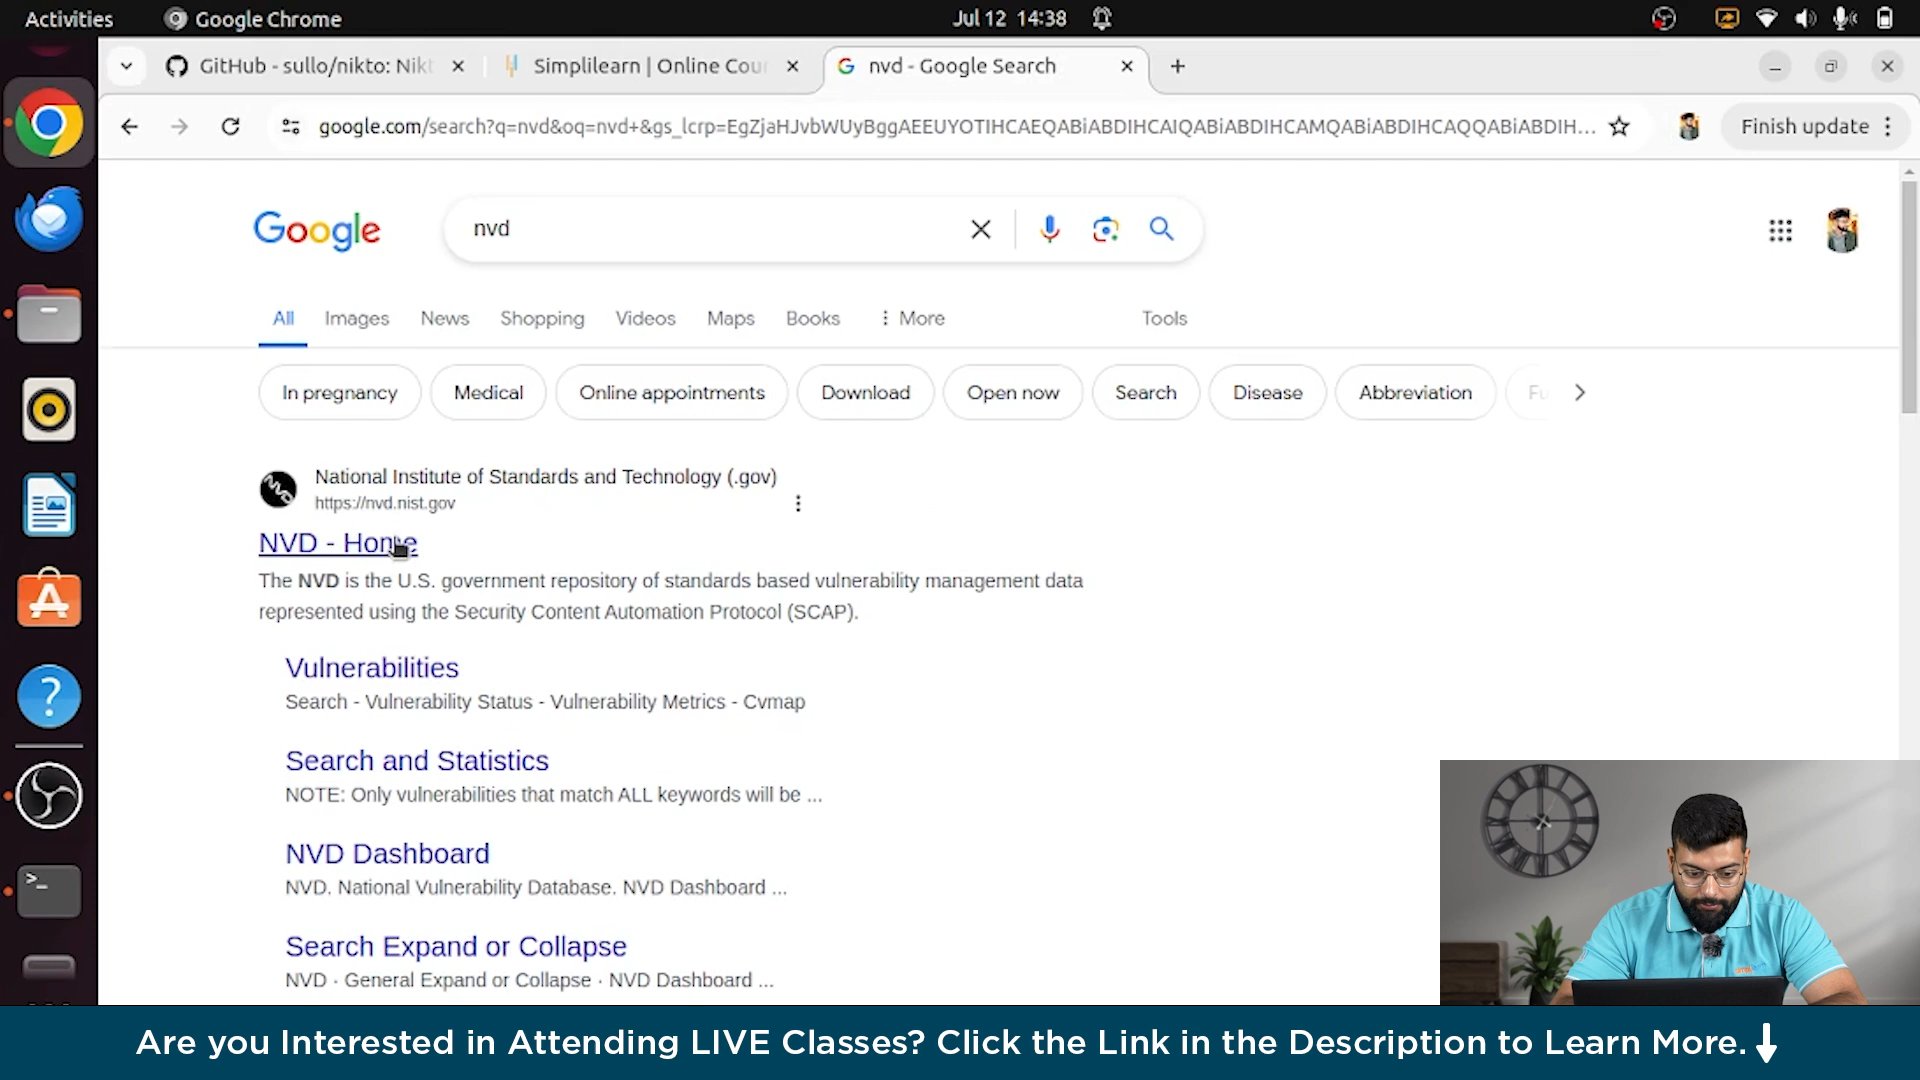 Activities
Google Chrome
Jul 12 14:38
GitHub - sullo/nikto: Nikt
Simplilearn | Online Cou
nvd - Google Search
google.com/search?q=nvd&oq=nvd+&gs_lcrp=EgZjaHJvbWUyBggAEEUYOTIHCAEQABiABDIHCAIQABiABDIHCAMQABiABDIHCAQQABiABDIH...
Finish update
Google
nvd
All
Images
News
Shopping
Videos
Maps
Books
More
Tools
In pregnancy
Medical
Online appointments
Download
Open now
Search
Disease
Abbreviation
Fu
National Institute of Standards and Technology (.gov)
https://nvd.nist.gov
NVD - Home
The NVD is the U.S. government repository of standards based vulnerability management data
represented using the Security Content Automation Protocol (SCAP).
Vulnerabilities
Search - Vulnerability Status - Vulnerability Metrics - Cvmap
Search and Statistics
NOTE: Only vulnerabilities that match ALL keywords will be ...
NVD Dashboard
NVD. National Vulnerability Database. NVD Dashboard ...
Search Expand or Collapse
NVD · General Expand or Collapse · NVD Dashboard ...
Are you Interested in Attending LIVE Classes? Click the Link in the Description to Learn More.